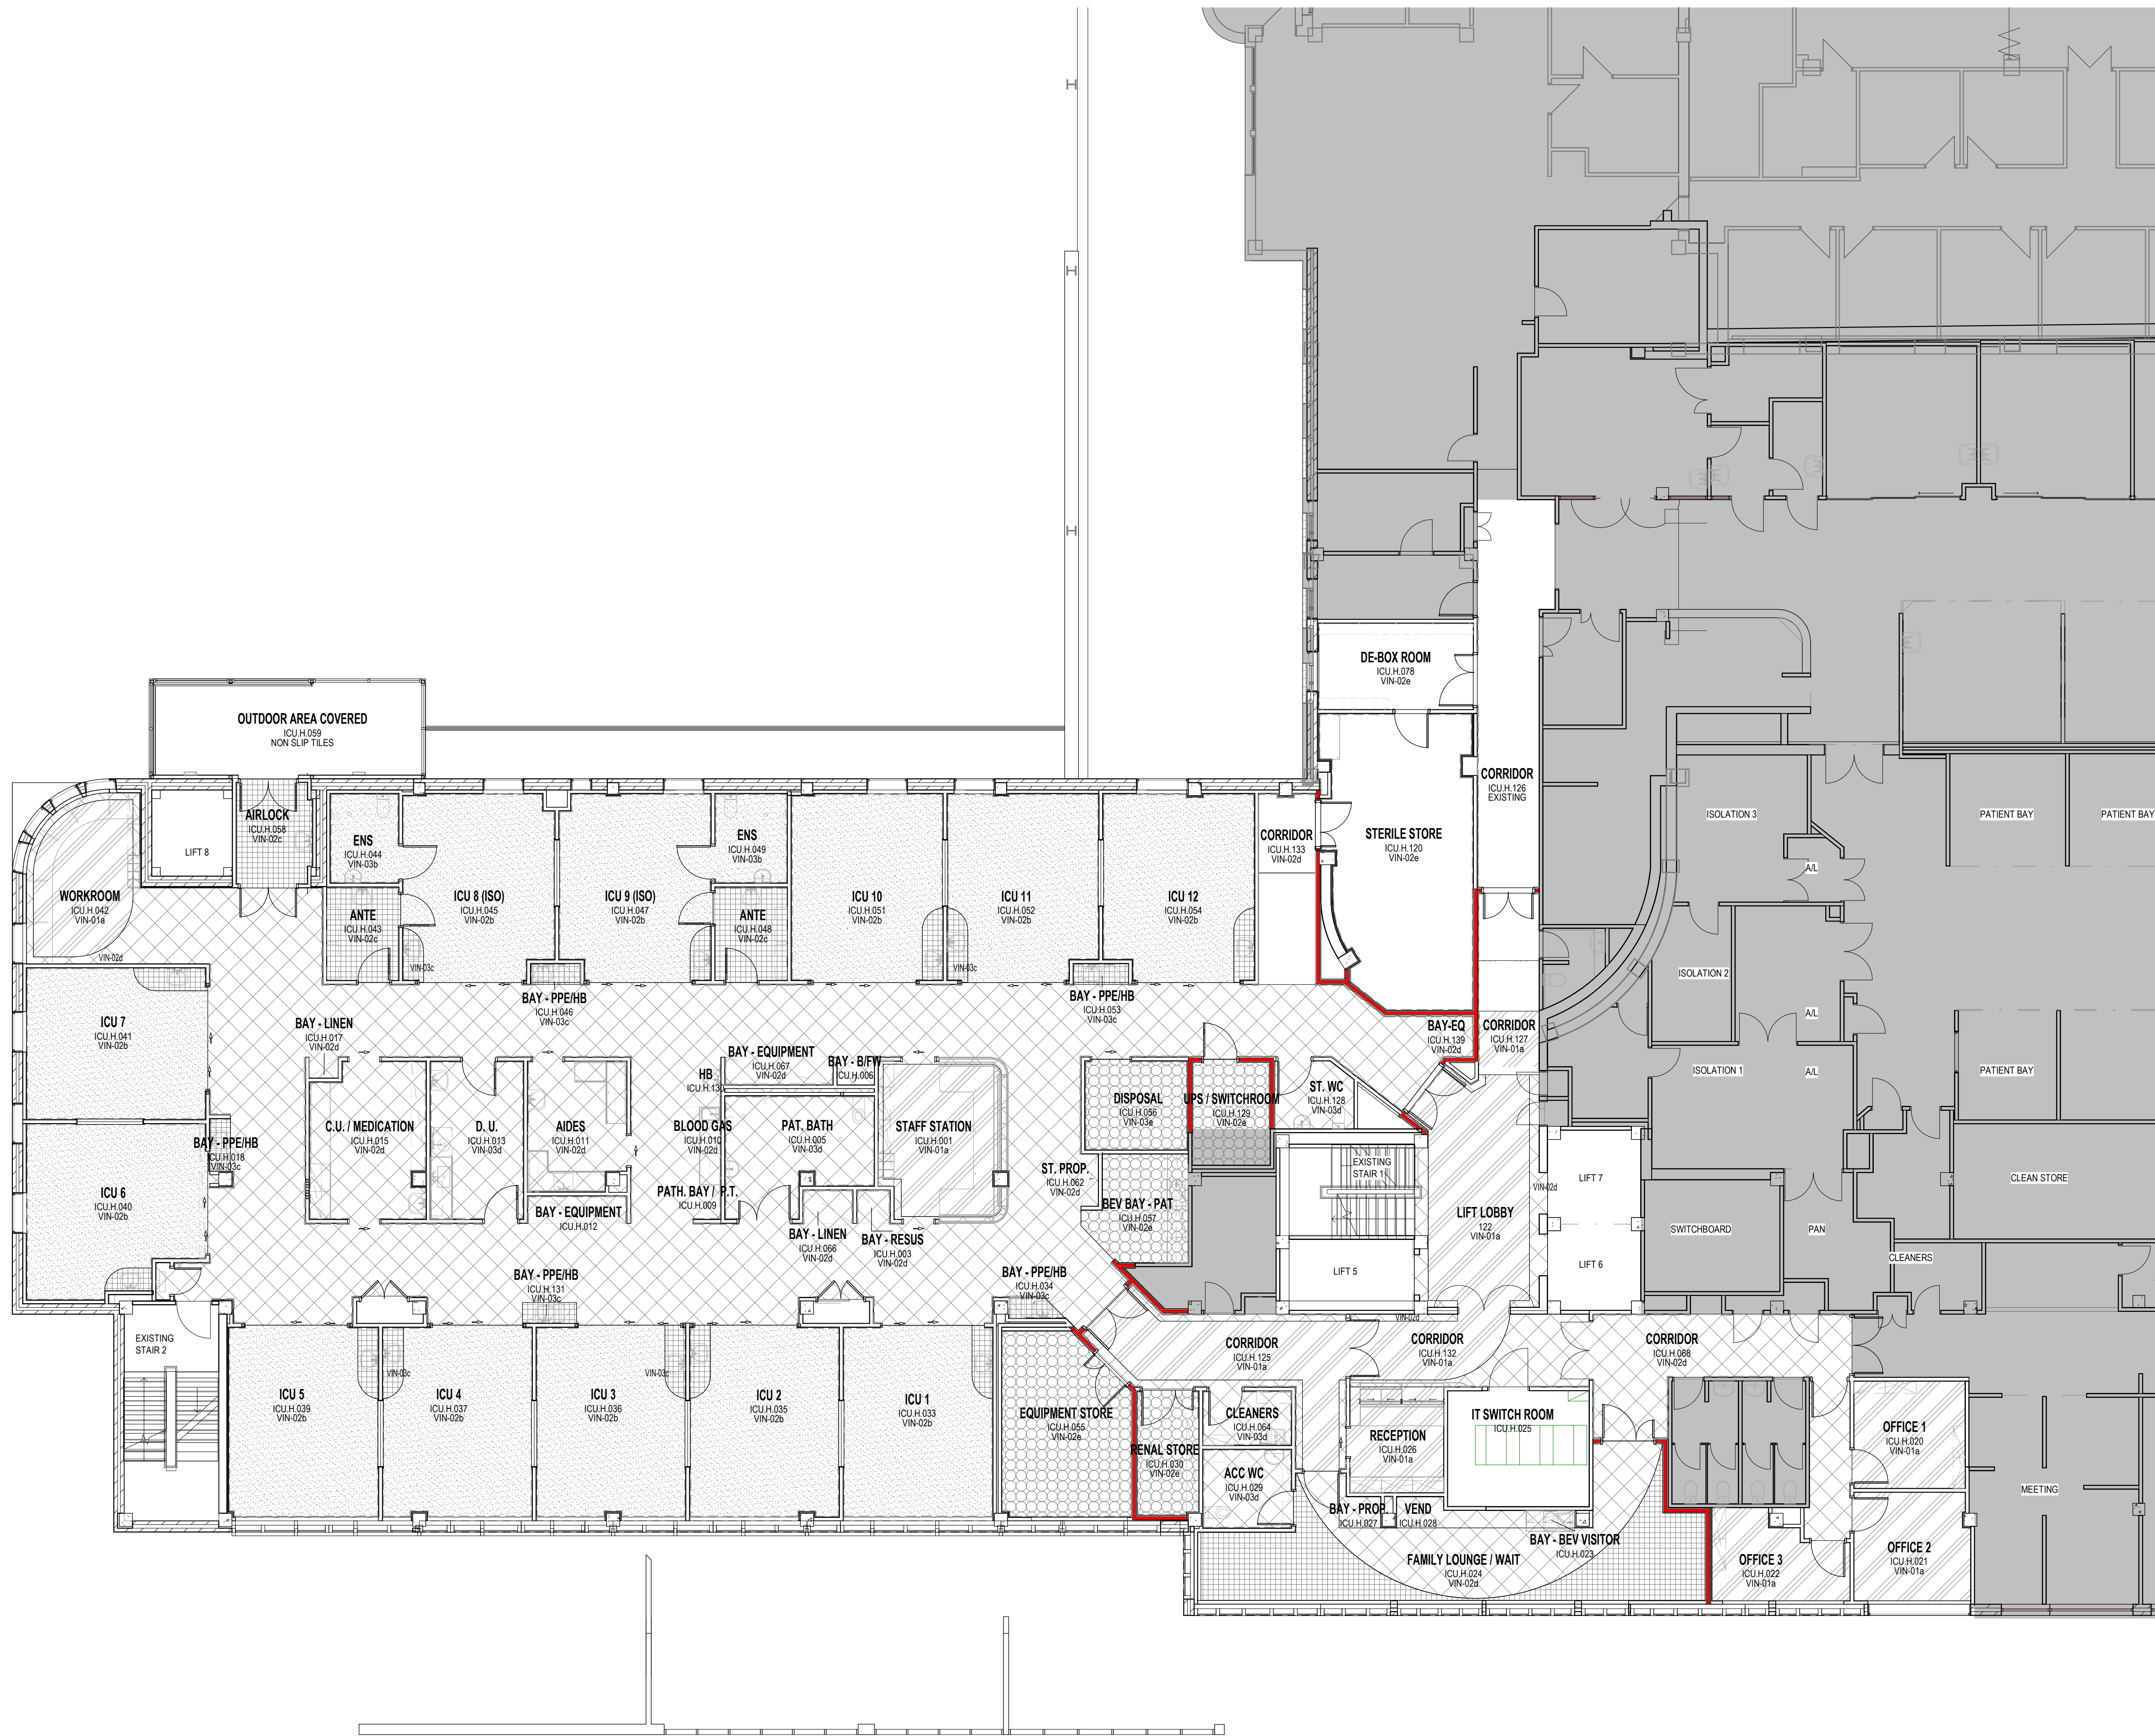 DE-BOX ROOM
ICU.H.078
VIN-02e
OUTDOOR AREA COVERED
ICU.H.059
NON SLIP TILES
CORRIDOR
ICU.H.126
EXISTING
AIRLOCK
ICU.H.058
VIN-02c
LIFT 8
ENS
ICU.H.044
VIN-03b
ENS
ICU.H.049
VIN-03b
CORRIDOR
ICU.H.133
VIN-02d
STERILE STORE
ICU.H.120
VIN-02e
ISOLATION 3
PATIENT BAY
PATIENT BAY
A/L
WORKROOM
ICU.H.042
VIN-01a
VIN-02d
ANTE
ICU.H.043
VIN-02c
ICU 8 (ISO)
ICU.H.045
VIN-02b
VIN-03c
ICU 9 (ISO)
ICU.H.047
VIN-02b
ANTE
ICU.H.048
VIN-02c
ICU 10
ICU.H.051
VIN-02b
ICU 11
ICU.H.052
VIN-02b
VIN-03c
ICU 12
ICU.H.054
VIN-02b
ISOLATION 2
BAY - PPE/HB
ICU.H.046
VIN-03c
BAY - PPE/HB
ICU.H.053
VIN-03c
ICU 7
ICU.H.041
VIN-02b
BAY - LINEN
ICU.H.017
VIN-02d
BAY-EQ
ICU.H.139
VIN-02d
CORRIDOR
ICU.H.127
VIN-01a
A/L
BAY - EQUIPMENT
ICU.H.067
VIN-02d
BAY - B/FW
CU.H.006
HB
ICU.H.130
ISOLATION 1
A/L
PATIENT BAY
C.U. / MEDICATION
ICU.H.015
VIN-02d
D. U.
ICU.H.013
VIN-03d
AIDES
ICU.H.011
VIN-02d
BLOOD GAS
ICU.H.010
VIN-02d
PAT. BATH
ICU.H.005
VIN-03d
STAFF STATION
ICU.H.001
VIN-01a
DISPOSAL
ICU.H.056
VIN-03e
UPS / SWITCHROOM
ICU.H.129
VIN-02a
ST. WC
ICU.H.128
VIN-03d
BAY - PPE/HB
ICU.H.018
VIN-03c
EXISTING
STAIR 1
ST. PROP.
ICU.H.062
VIN-02d
LIFT 7
VIN-02d
CLEAN STORE
ICU 6
ICU.H.040
VIN-02b
PATH. BAY / P.T.
ICU.H.009
BEV BAY - PAT
ICU.H.057
VIN-02e
BAY - EQUIPMENT
ICU.H.012
LIFT LOBBY
122
VIN-01a
SWITCHBOARD
PAN
BAY - LINEN
ICU.H.066
VIN-02d
BAY - RESUS
ICU.H.003
VIN-02d
CLEANERS
LIFT 5
LIFT 6
BAY - PPE/HB
ICU.H.131
VIN-03c
BAY - PPE/HB
ICU.H.034
VIN-03c
VIN-02d
EXISTING
STAIR 2
CORRIDOR
ICU.H.125
VIN-01a
CORRIDOR
ICU.H.132
VIN-01a
CORRIDOR
ICU.H.068
VIN-02d
ICU 5
ICU.H.039
VIN-02b
VIN-03c
ICU 4
ICU.H.037
VIN-02b
ICU 3
ICU.H.036
VIN-02b
VIN-03c
ICU 2
ICU.H.035
VIN-02b
ICU 1
ICU.H.033
VIN-02b
EQUIPMENT STORE
ICU.H.055
VIN-02e
CLEANERS
ICU.H.064
VIN-03d
RENAL STORE
ICU.H.030
VIN-02e
RECEPTION
ICU.H.026
VIN-01a
IT SWITCH ROOM
ICU.H.025
OFFICE 1
ICU.H.020
VIN-01a
ACC WC
ICU.H.029
VIN-03d
MEETING
BAY - PROP.
ICU.H.027
VEND
ICU.H.028
BAY - BEV VISITOR
ICU.H.023
FAMILY LOUNGE / WAIT
ICU.H.024
VIN-02d
OFFICE 3
ICU.H.022
VIN-01a
OFFICE 2
ICU.H.021
VIN-01a